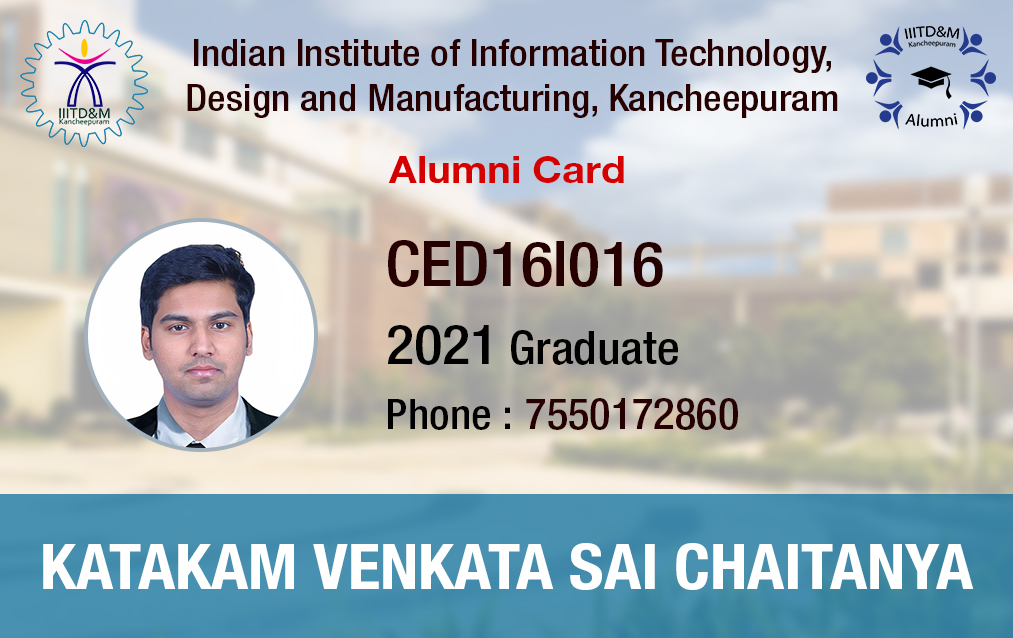 Indian Institute of Information Technology,
Design and Manufacturing, Kancheepuram
IIITD&M
Kancheepuram
IIITD&M
Kancheepuram
Alumni
Alumni Card
CED16I016
2021 Graduate
Phone : 7550172860
KATAKAM VENKATA SAI CHAITANYA